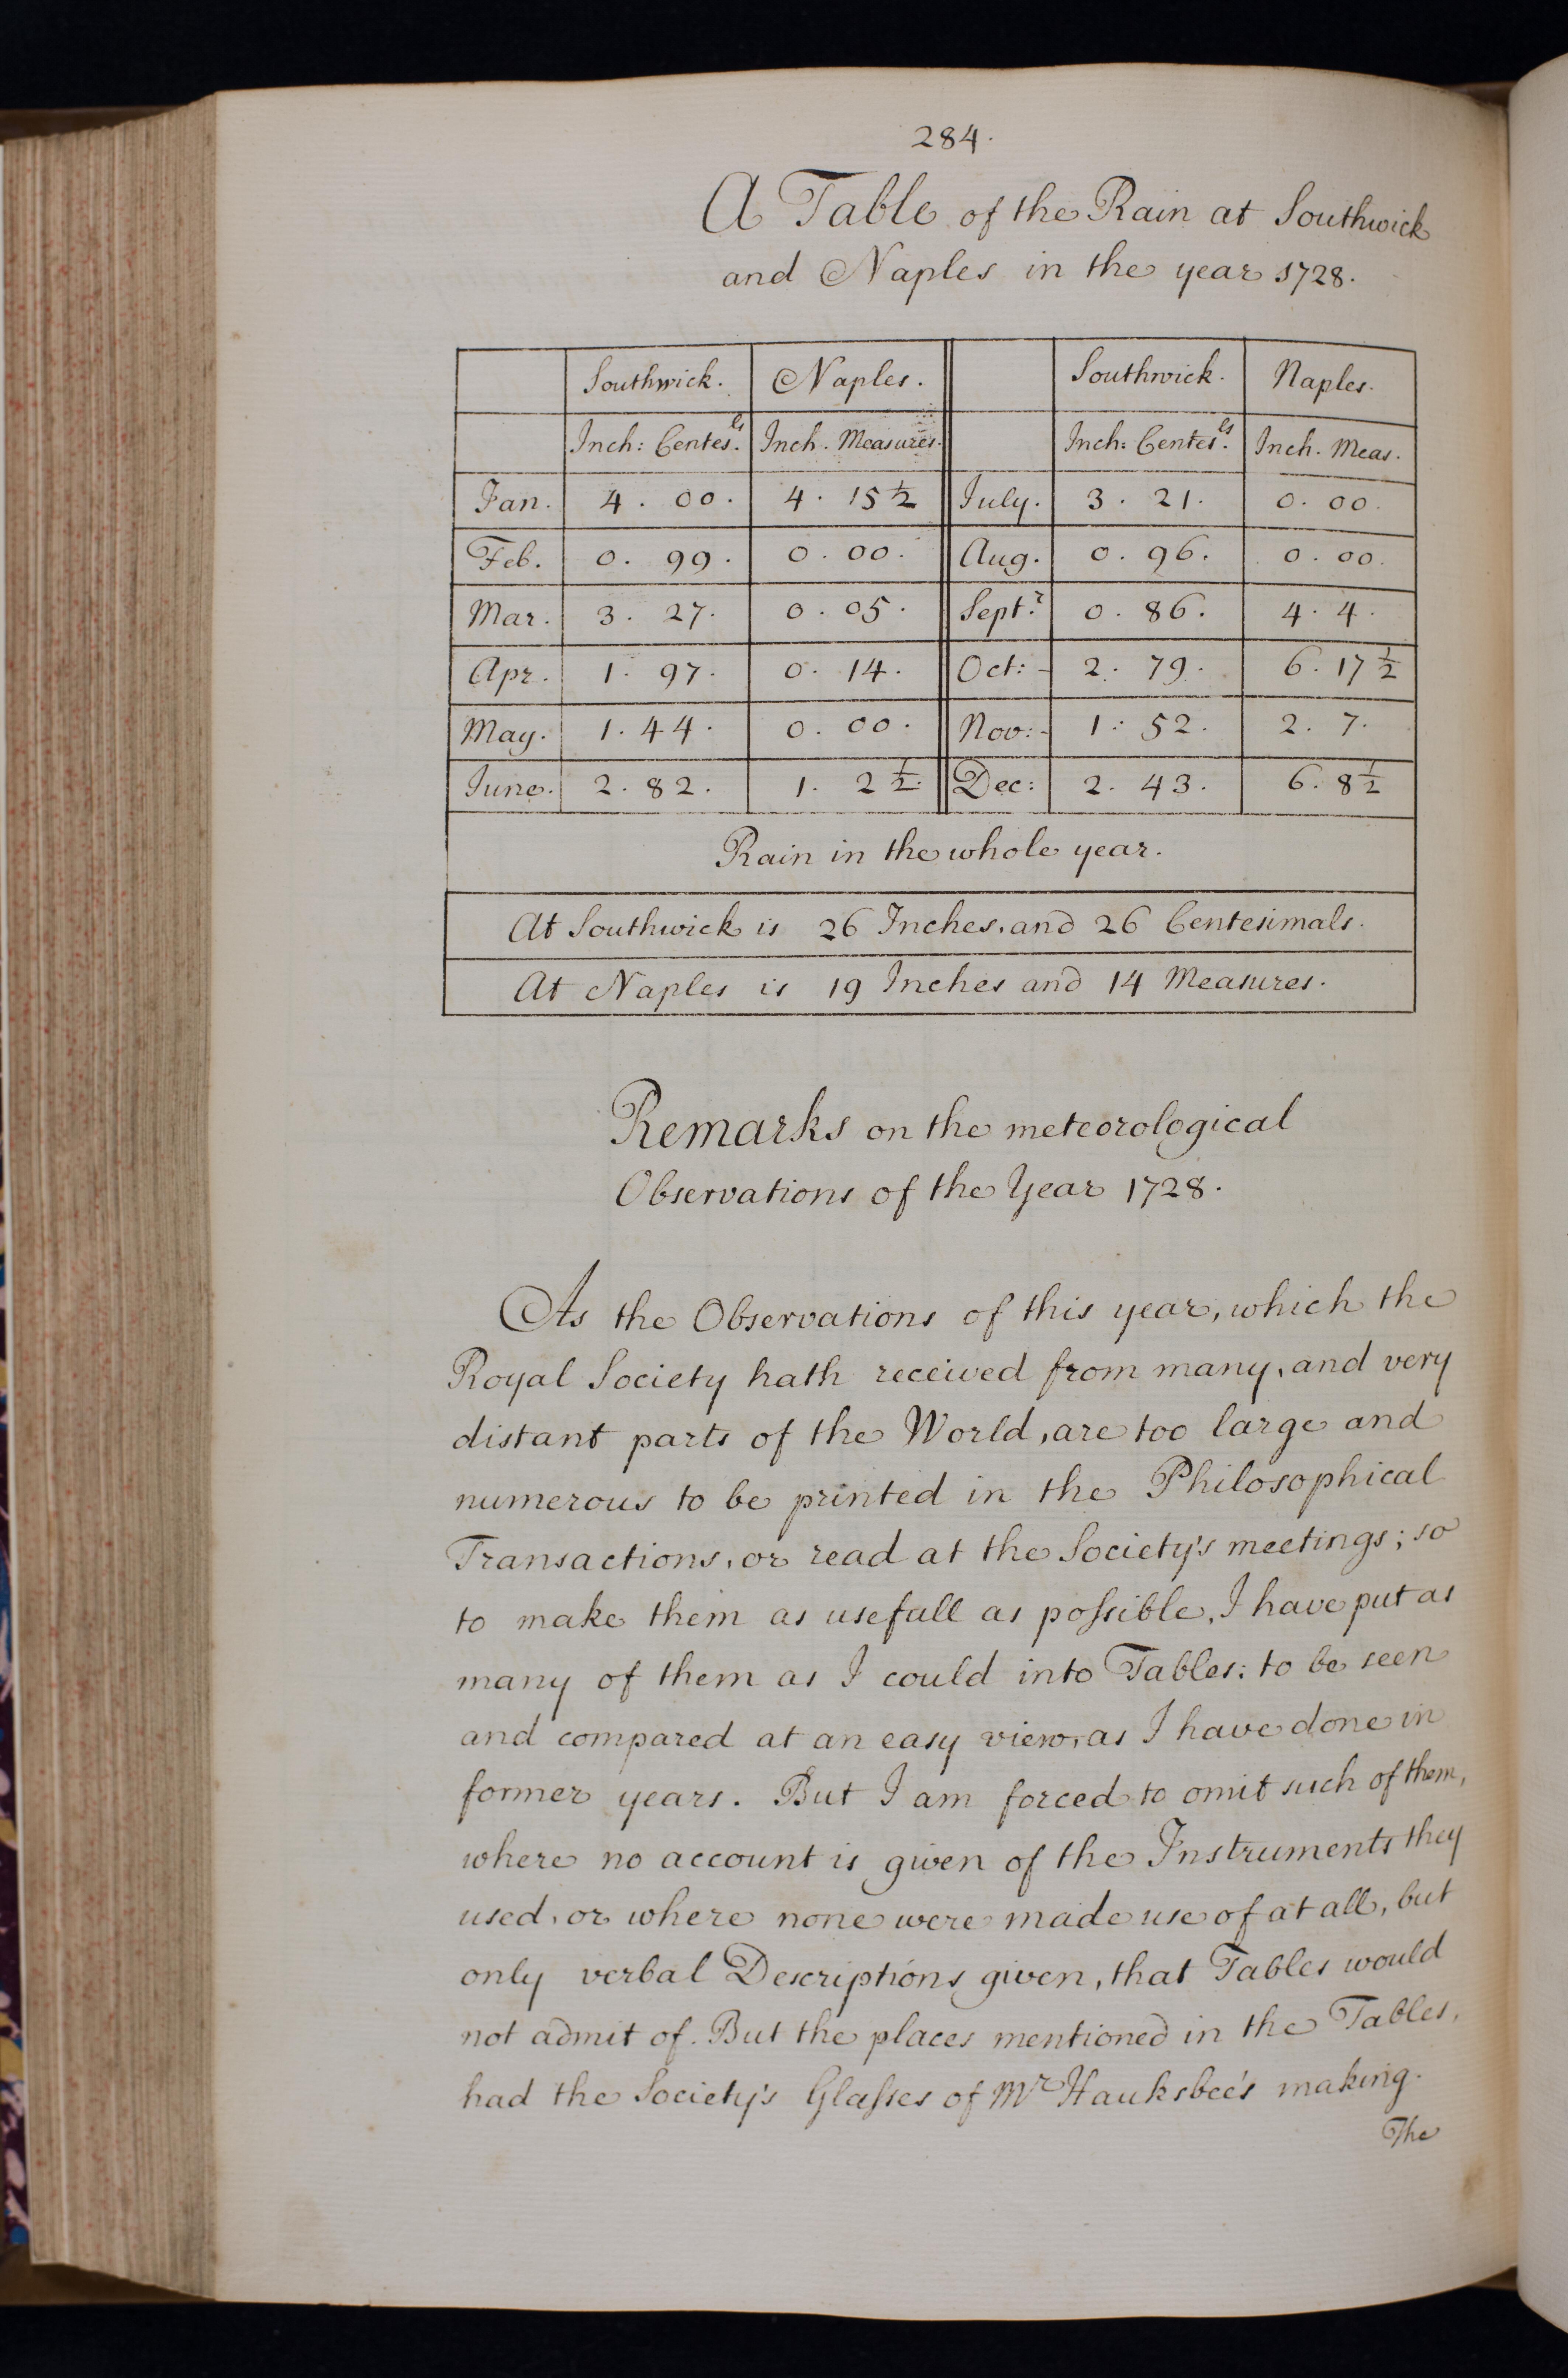 284.
A Table of the Rain at Southwick
and Naples in the year 1728.
Southwick. Naples. Southwick. Naples.
Inch: Centes.ls Inch. Measures. Inch: Centes.ls Inch. Meas.
Jan. 4 . 00. 4 . 15 1/2 July. 3 . 21. 0. 00.
Feb. 0. 99. 0. 00. Aug. 0. 96. 0. 00.
Mar. 3. 27. 0. 05. Sept.r 0. 86. 4. 4.
Apr. 1. 97. 0. 14. Oct:- 2. 79. 6. 17 1/2
May. 1. 44. 0. 00. Nov:- 1: 52. 2. 7.
June. 2. 82. 1. 2 1/2. Dec: 2. 43. 6. 8 1/2
Rain in the whole year.
At Southwick is 26 Inches, and 26 Centesimals.
At Naples is 19 Inches and 14 Measures.
Remarks on the meteorological
Observations of the Year 1728.
As the Observations of this year, which the
Royal Society hath received from many, and very
distant parts of the World, are too large and
numerous to be printed in the Philosophical
Transactions, or read at the Society's meetings; so
to make them as usefull as poſsible, I have put as
many of them as I could into Tables: to be seen
and compared at an easy view, as I have done in
former years. But I am forced to omit such of them,
where no account is given of the Instruments they
used, or where none were made use of at all, but
only verbal Descriptions given, that Tables would
not admit of. But the places mentioned in the Tables,
had the Society's Glaſses of Mr Hauksbee's making.
The